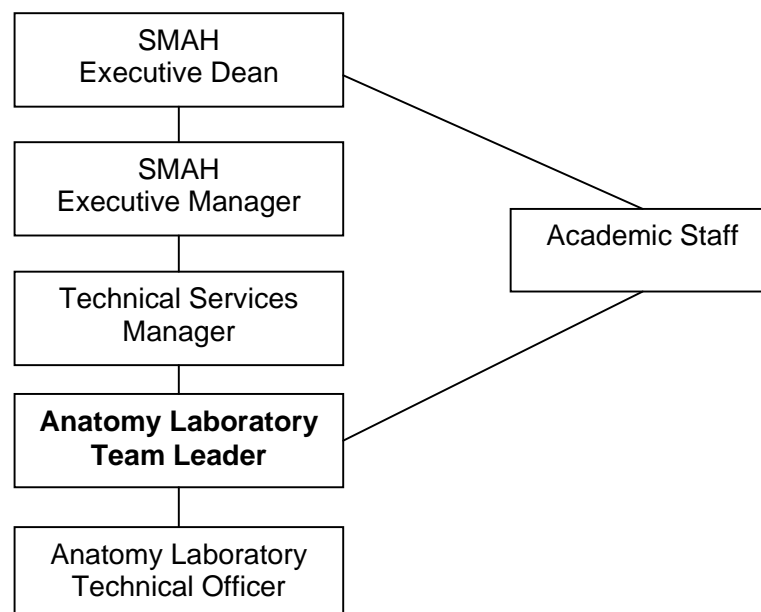 SMAH
Executive Dean
SMAH
Executive Manager
Academic Staff
Technical Services
Manager
Anatomy Laboratory
Team Leader
Anatomy Laboratory
Technical Officer